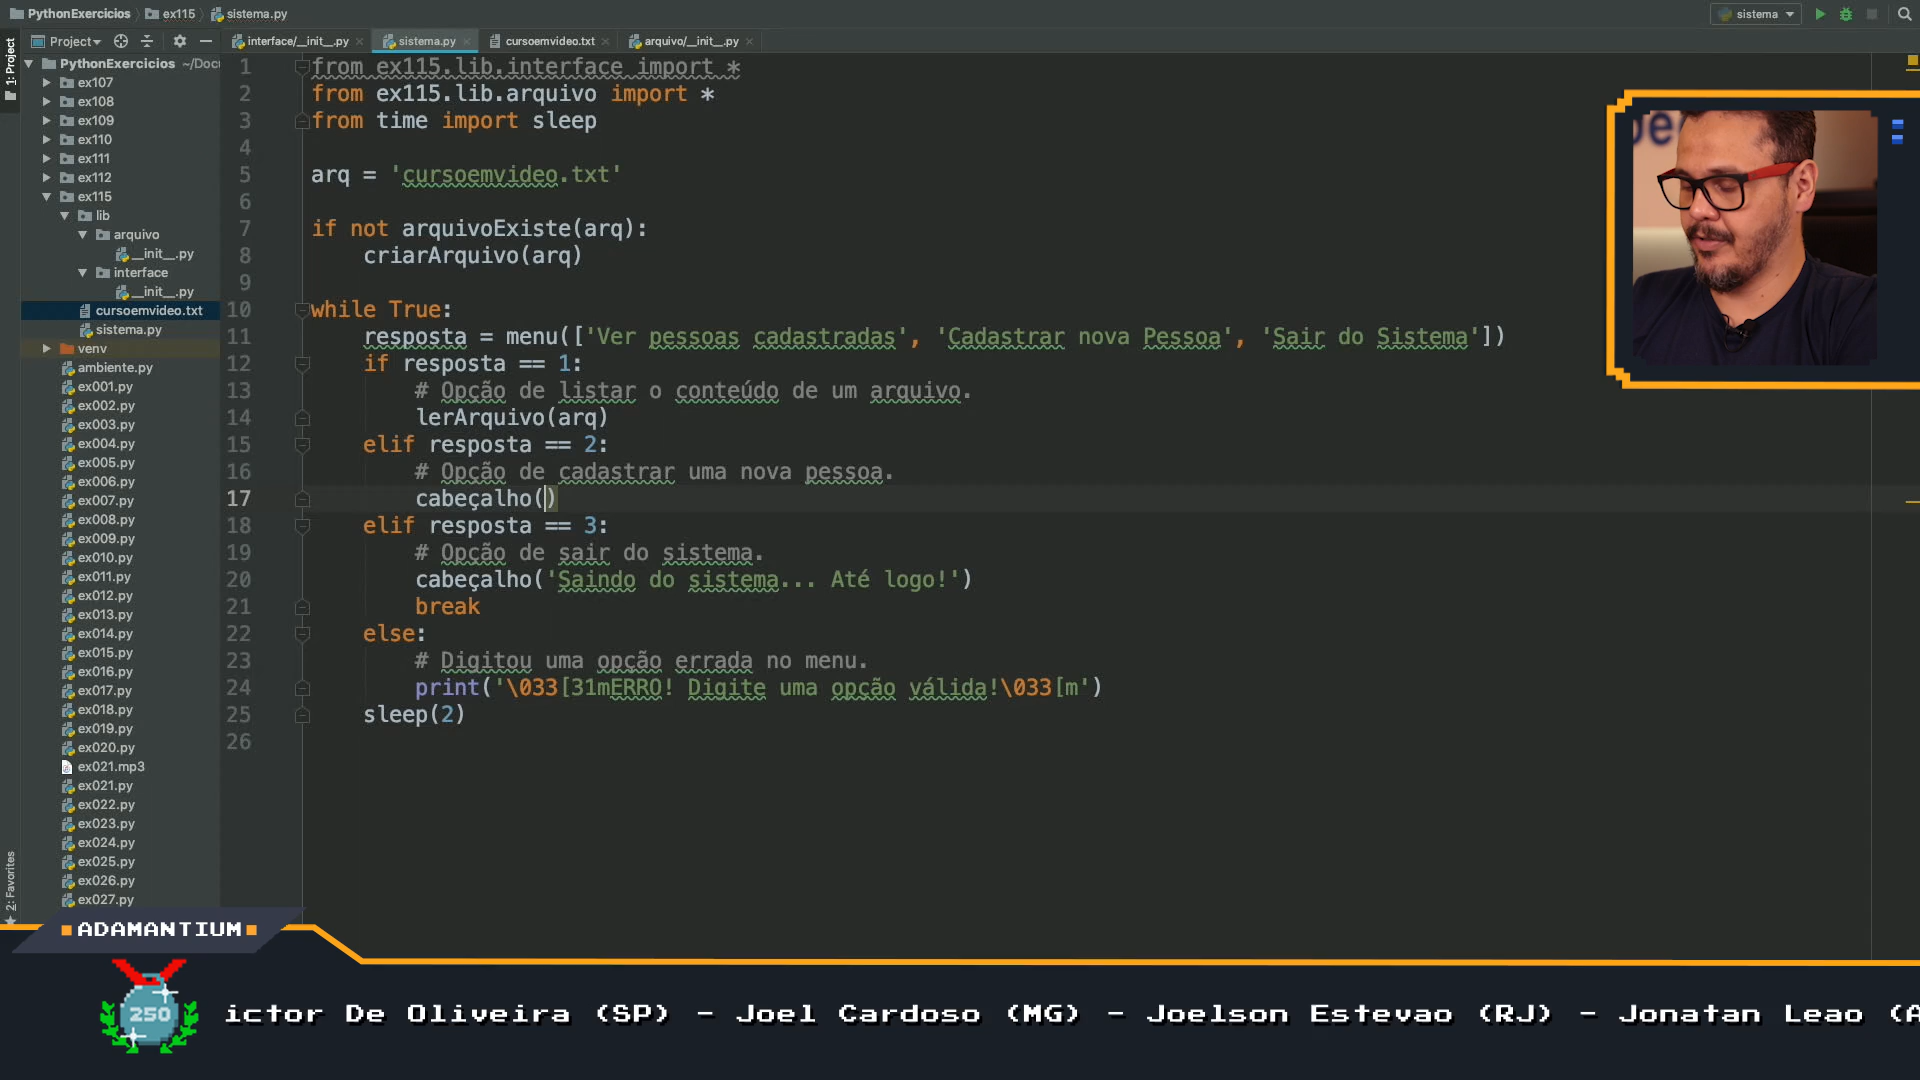 PythonExercicios
ex115
sistema.py
sistema
Project
interface/__init__.py
sistema.py
cursoemvideo.txt
arquivo/__init__.py
1: Project
PythonExercicios ~/Docu
ex107
ex108
ex109
ex110
ex111
ex112
ex115
lib
arquivo
__init__.py
interface
__init__.py
cursoemvideo.txt
sistema.py
venv
ambiente.py
ex001.py
ex002.py
ex003.py
ex004.py
ex005.py
ex006.py
ex007.py
ex008.py
ex009.py
ex010.py
ex011.py
ex012.py
ex013.py
ex014.py
ex015.py
ex016.py
ex017.py
ex018.py
ex019.py
ex020.py
ex021.mp3
ex021.py
ex022.py
ex023.py
ex024.py
ex025.py
ex026.py
ex027.py
2: Favorites
1 from ex115.lib.interface import *
2 from ex115.lib.arquivo import *
3 from time import sleep
4
5 arq = 'cursoemvideo.txt'
6
7 if not arquivoExiste(arq):
8 criarArquivo(arq)
9
10 while True:
11 resposta = menu(['Ver pessoas cadastradas', 'Cadastrar nova Pessoa', 'Sair do Sistema'])
12 if resposta == 1:
13 # Opção de listar o conteúdo de um arquivo.
14 lerArquivo(arq)
15 elif resposta == 2:
16 # Opção de cadastrar uma nova pessoa.
17 cabeçalho()
18 elif resposta == 3:
19 # Opção de sair do sistema.
20 cabeçalho('Saindo do sistema... Até logo!')
21 break
22 else:
23 # Digitou uma opção errada no menu.
24 print('\033[31mERRO! Digite uma opção válida!\033[m')
25 sleep(2)
26
ADAMANTIUM
250
ictor De Oliveira (SP) - Joel Cardoso (MG) - Joelson Estevao (RJ) - Jonatan Leao (A